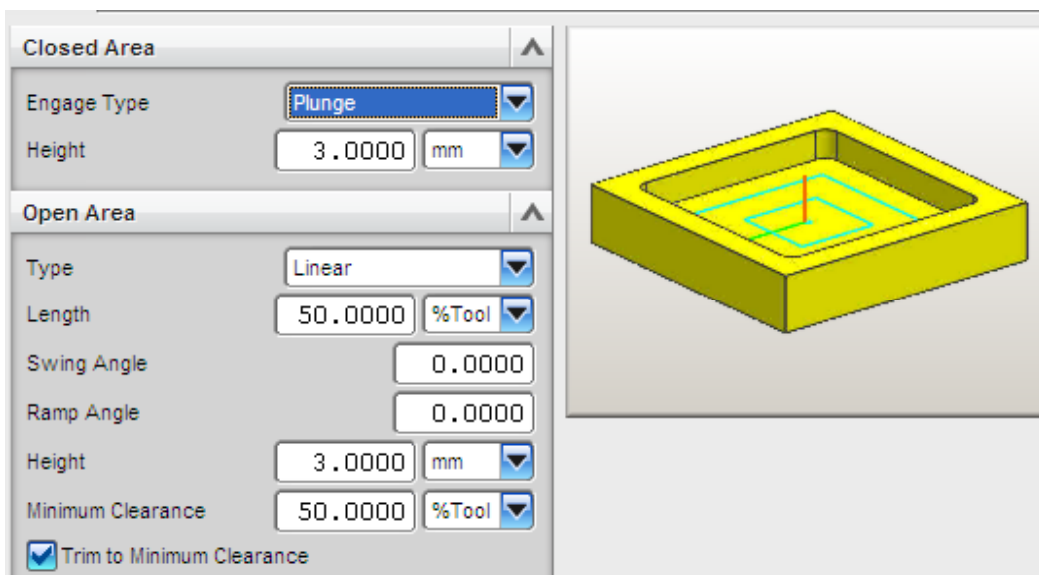 Closed Area
Engage Type Plunge
Height 3.0000 mm
Open Area
Type Linear
Length 50.0000 %Tool
Swing Angle 0.0000
Ramp Angle 0.0000
Height 3.0000 mm
Minimum Clearance 50.0000 %Tool
Trim to Minimum Clearance